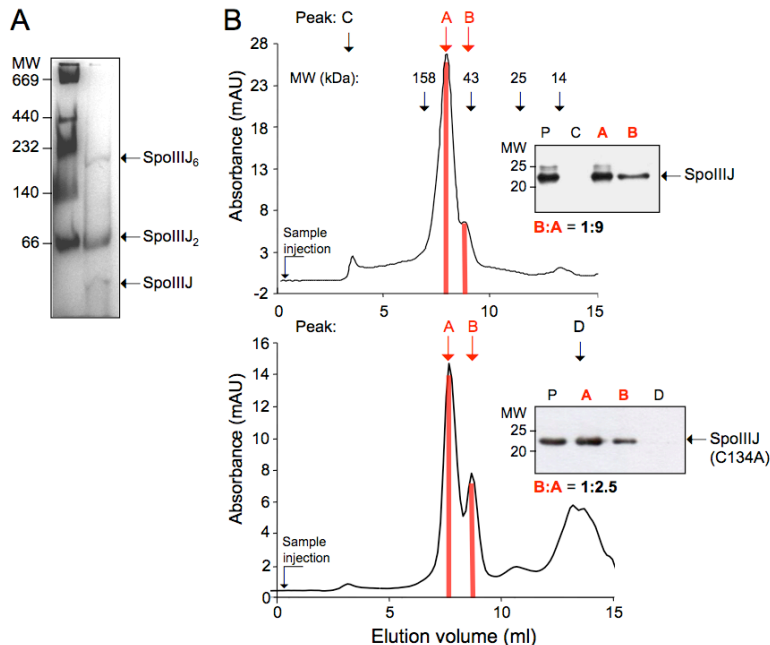 A
MW
669
440
232
140
66
SpoIIIJ6
SpoIIIJ2
SpoIIIJ
B
Peak: C A B
MW (kDa): 158 43 25 14
Absorbance (mAU)
28
23
18
13
8
3
-2
Sample
injection
0 5 10 15
P C A B
MW
25
20
SpoIIIJ
B:A = 1:9
Peak: A B D
Absorbance (mAU)
16
14
12
10
8
6
4
2
0
Sample
injection
0 5 10 15
Elution volume (ml)
P A B D
MW
25
20
SpoIIIJ
(C134A)
B:A = 1:2.5